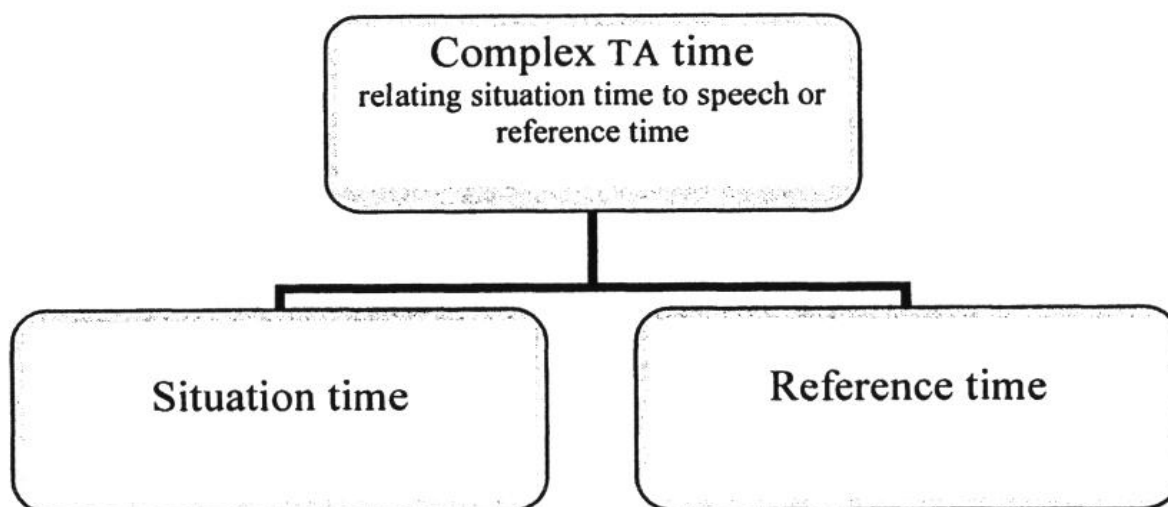 Complex TA time
relating situation time to speech or
reference time
Situation time
Reference time